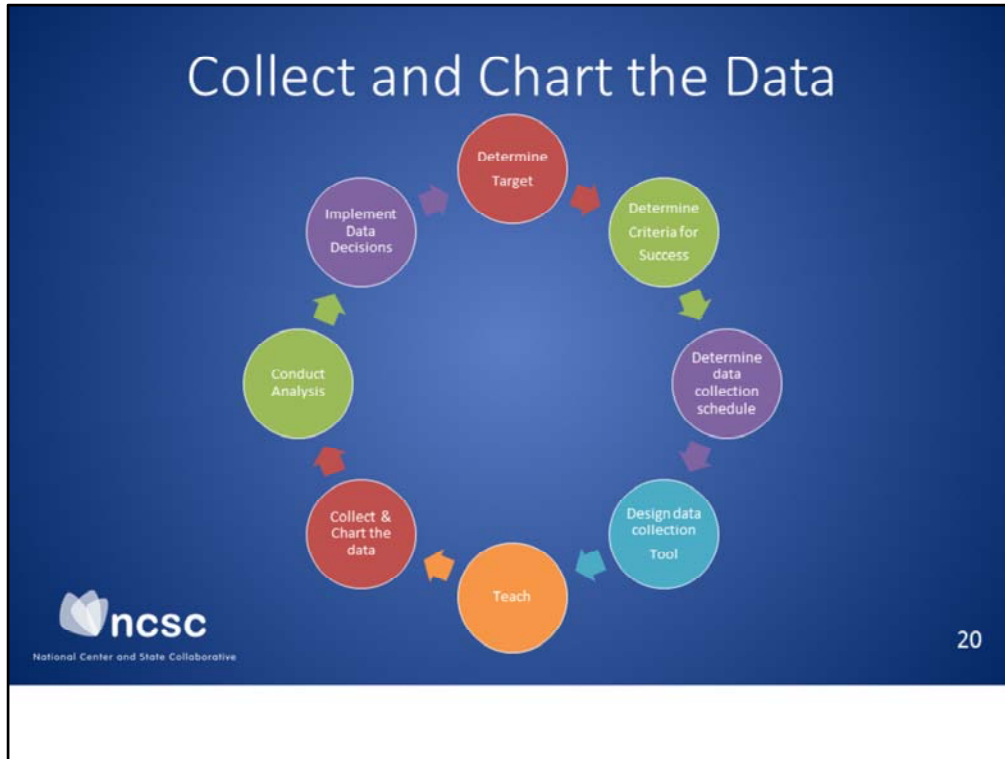 Collect and Chart the Data
Determine
Target
Determine
Criteria for
Success
Determine
data
collection
schedule
Design data
collection
Tool
Teach
Collect &
Chart the
data
Conduct
Analysis
Implement
Data
Decisions
ncsc
National Center and State Collaborative
20